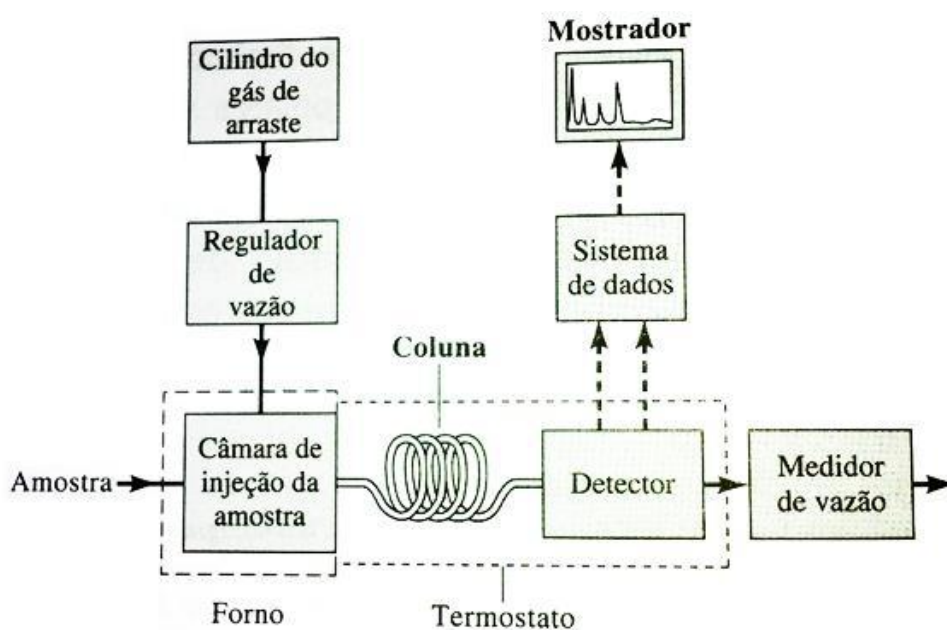 Cilindro do
gás de
arraste
Regulador
de
vazão
Mostrador
Sistema
de dados
Coluna
Amostra
Câmara de
injeção da
amostra
Detector
Medidor
de vazão
Forno
Termostato